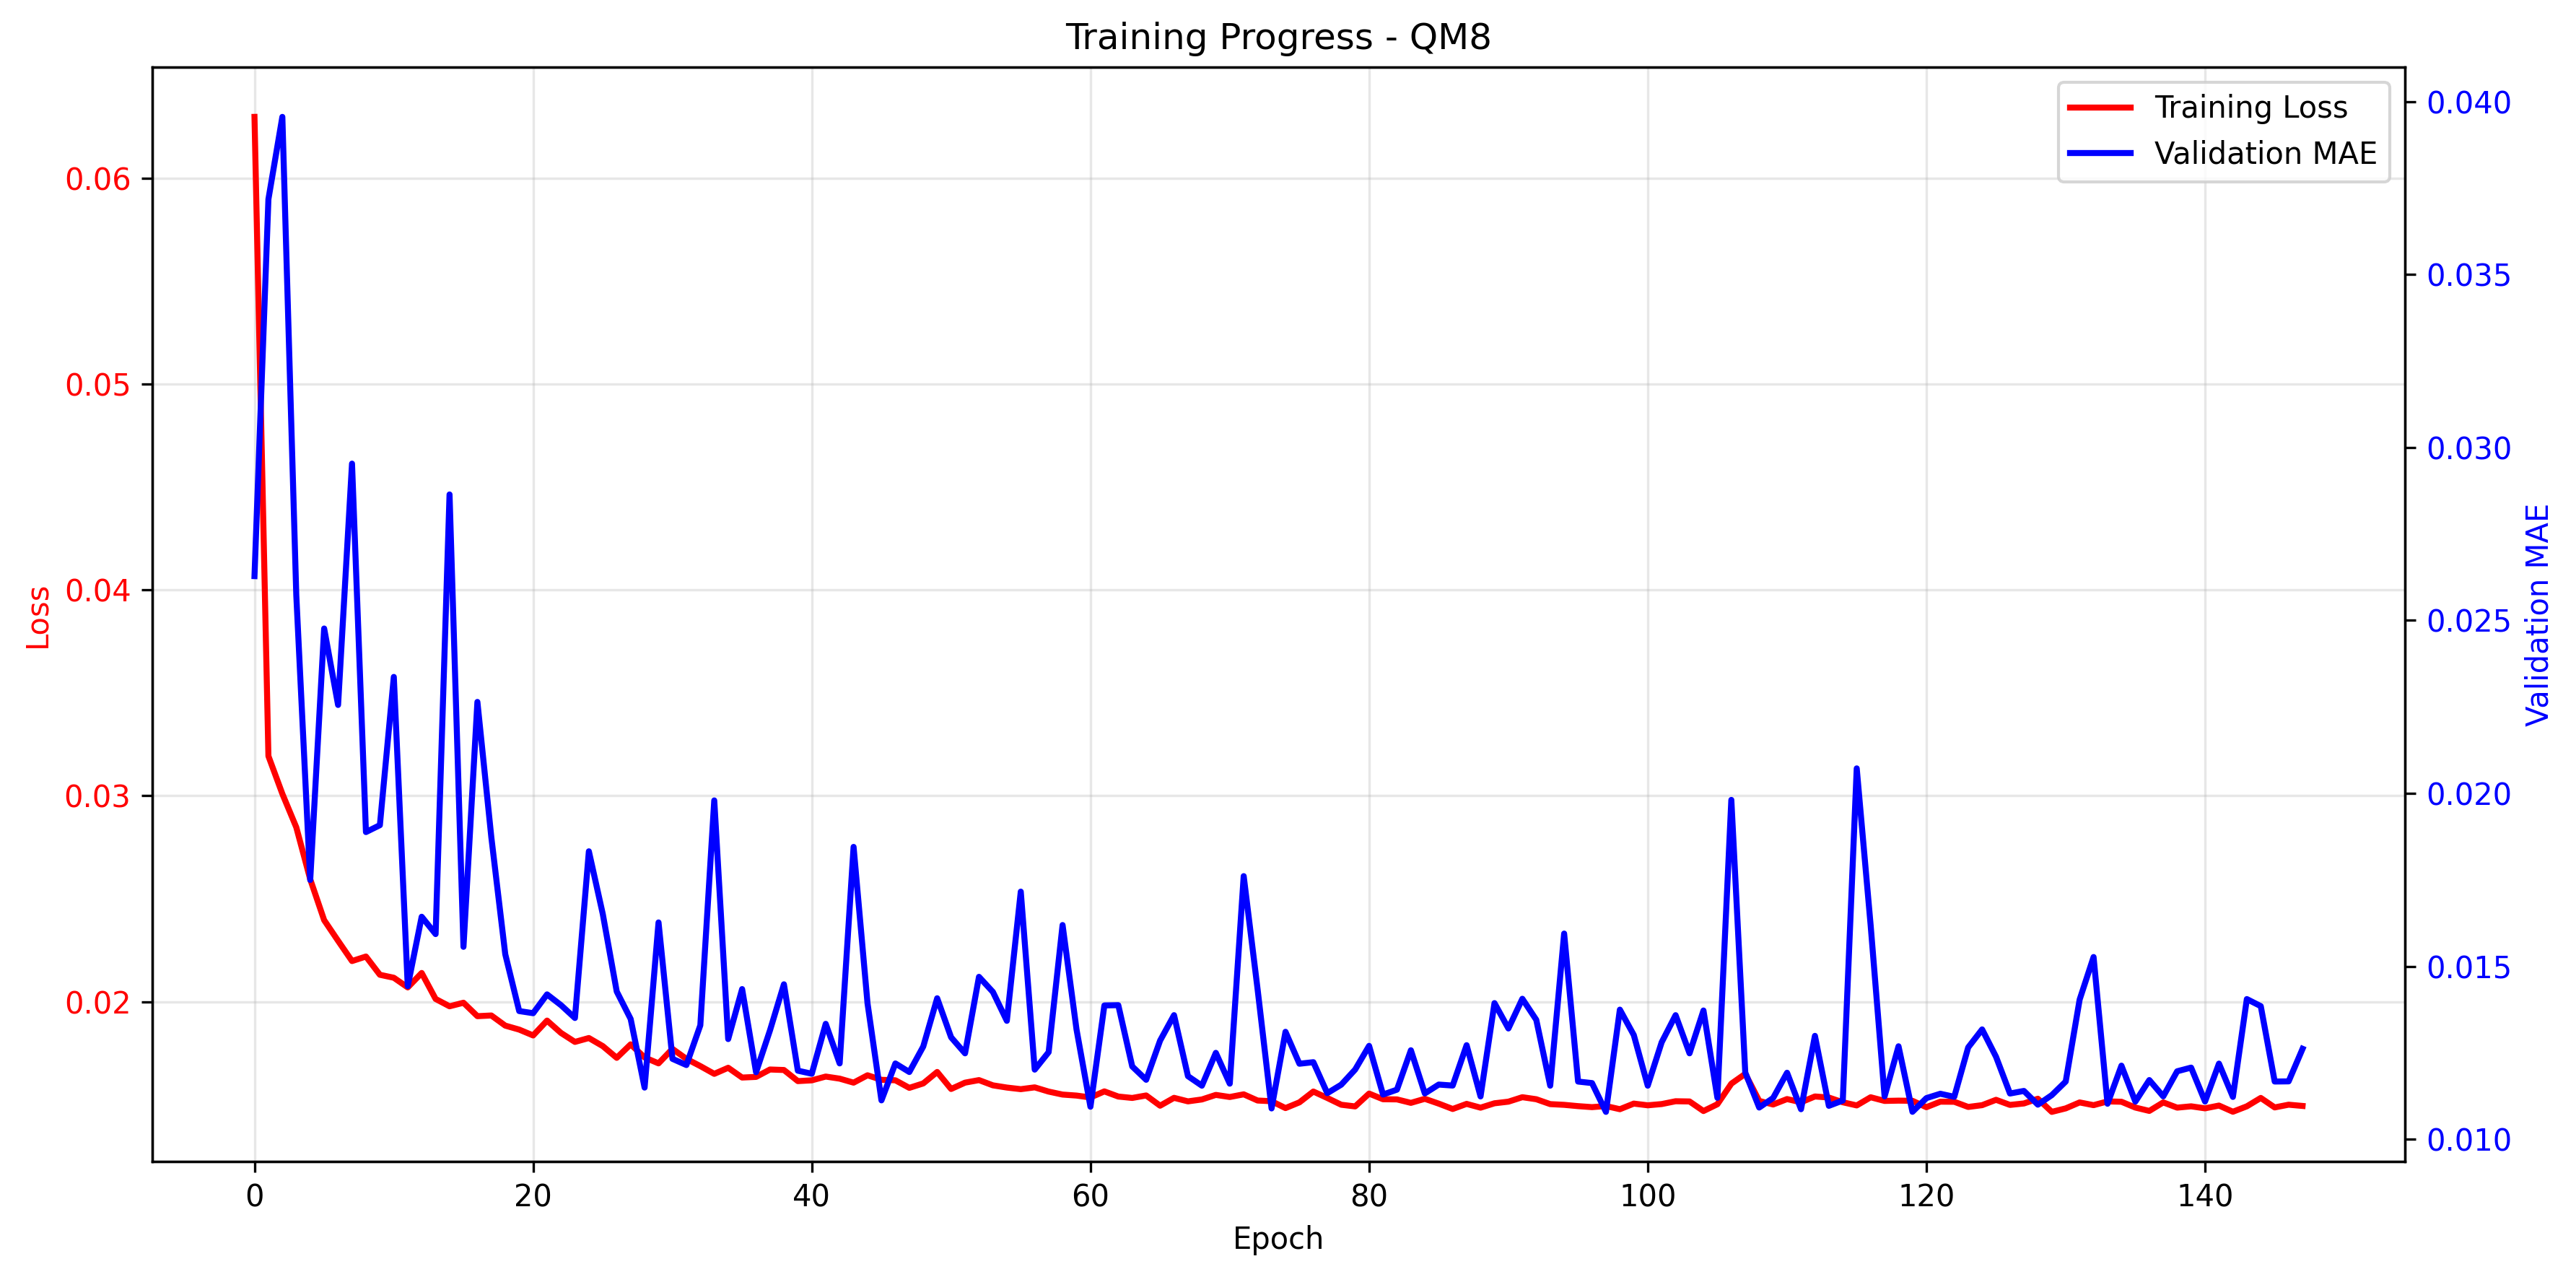 Training Progress - QM8
Training Loss
Validation MAE
0.06
0.05
0.04
0.03
0.02
Loss
0.040
0.035
0.030
0.025
0.020
0.015
0.010
Validation MAE
0 20 40 60 80 100 120 140
Epoch